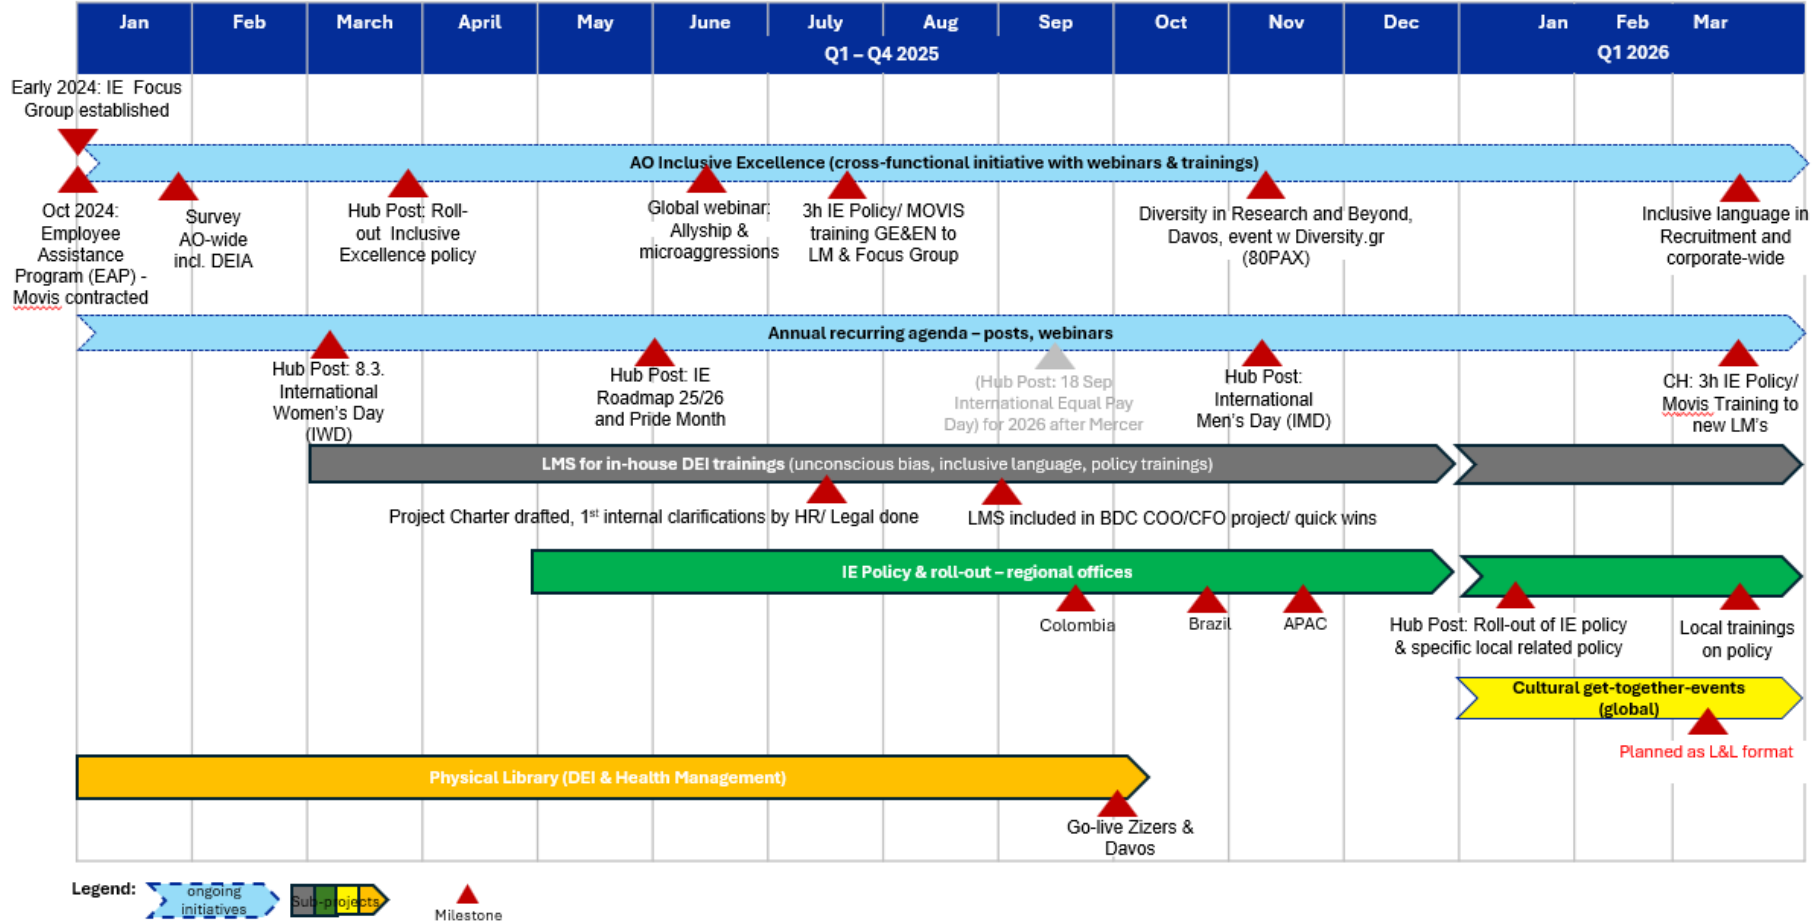 Jan Feb March April May June July Aug Sep Oct Nov Dec Jan Feb Mar
Q1 – Q4 2025 Q1 2026
Early 2024: IE Focus
Group established
AO Inclusive Excellence (cross-functional initiative with webinars & trainings)
Oct 2024:
Employee
Assistance
Program (EAP) -
Movis contracted
Survey
AO-wide
incl. DEIA
Hub Post: Roll-
out Inclusive
Excellence policy
Global webinar:
Allyship &
microaggressions
3h IE Policy/ MOVIS
training GE&EN to
LM & Focus Group
Diversity in Research and Beyond,
Davos, event w Diversity.gr
(80PAX)
Inclusive language in
Recruitment and
corporate-wide
Annual recurring agenda – posts, webinars
Hub Post: 8.3.
International
Women's Day
(IWD)
Hub Post: IE
Roadmap 25/26
and Pride Month
(Hub Post: 18 Sep
International Equal Pay
Day) for 2026 after Mercer
Hub Post:
International
Men's Day (IMD)
CH: 3h IE Policy/
Movis Training to
new LM's
LMS for in-house DEI trainings (unconscious bias, inclusive language, policy trainings)
Project Charter drafted, 1st internal clarifications by HR/ Legal done
LMS included in BDC COO/CFO project/ quick wins
IE Policy & roll-out – regional offices
Colombia
Brazil
APAC
Hub Post: Roll-out of IE policy
& specific local related policy
Local trainings
on policy
Cultural get-together-events
(global)
Planned as L&L format
Physical Library (DEI & Health Management)
Go-live Zizers &
Davos
Legend:
ongoing
initiatives
Sub-projects
Milestone